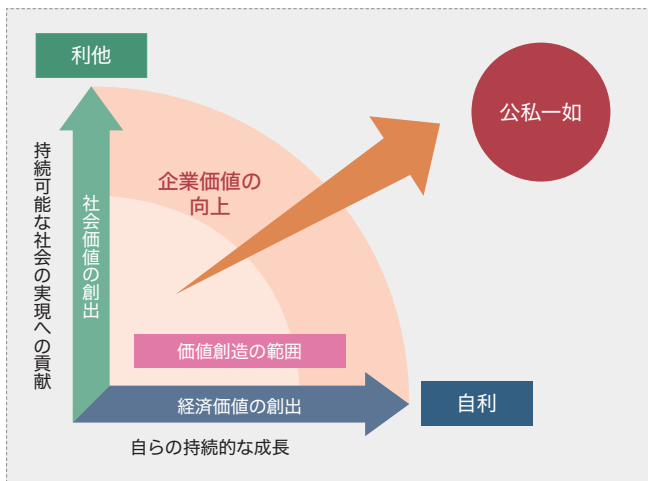 利他
公私一如
企業価値の
向上
持続可能な社会の実現への貢献
社会価値の創出
価値創造の範囲
経済価値の創出
自利
自らの持続的な成長